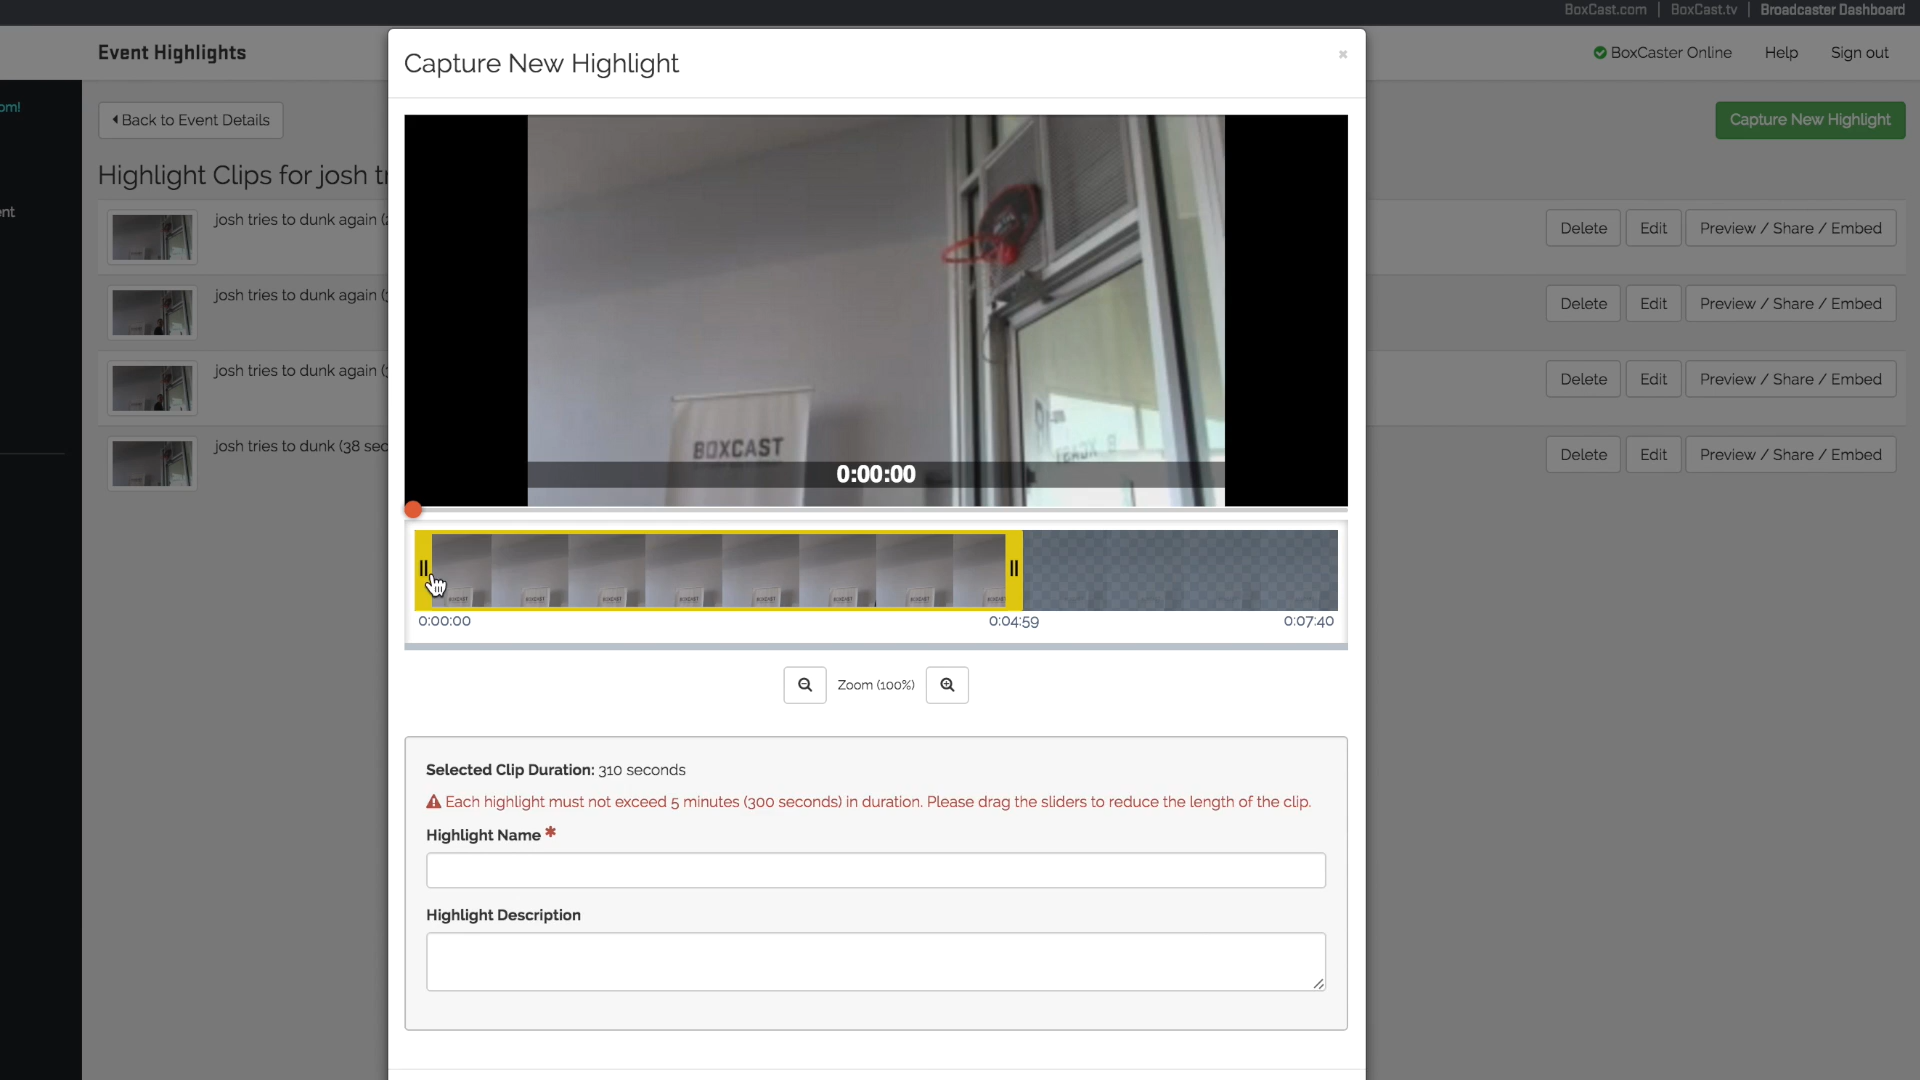 BoxCast.com | BoxCast.tv | Broadcaster Dashboard
Event Highlights
BoxCaster Online
Help
Sign out
om!
Back to Event Details
Capture New Highlight
Highlight Clips for josh tr
ent
josh tries to dunk again (
Delete
Edit
Preview / Share / Embed
josh tries to dunk again (
Delete
Edit
Preview / Share / Embed
josh tries to dunk again (
Delete
Edit
Preview / Share / Embed
josh tries to dunk (38 sec
Delete
Edit
Preview / Share / Embed
Capture New Highlight
×
BOXCAST
0:00:00
0:00:00
0:04:59
0:07:40
Zoom (100%)
Selected Clip Duration: 310 seconds
Each highlight must not exceed 5 minutes (300 seconds) in duration. Please drag the sliders to reduce the length of the clip.
Highlight Name *
Highlight Description